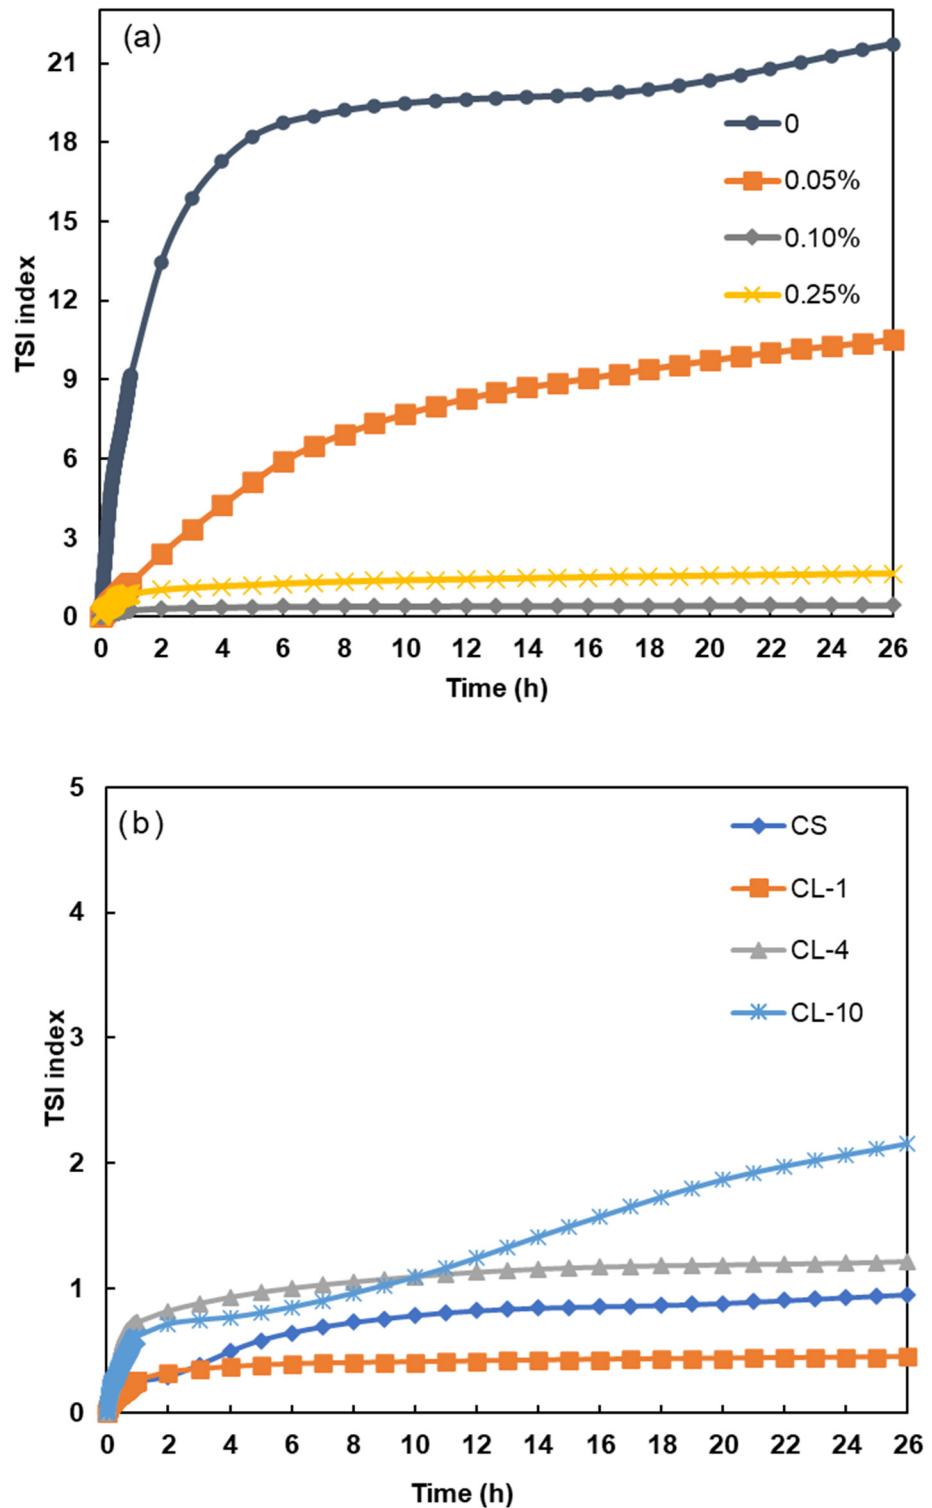 (a)
21
18
15
12
9
6
3
0
TSI index
0
0.05%
0.10%
0.25%
0 2 4 6 8 10 12 14 16 18 20 22 24 26
Time (h)
(b)
5
4
3
2
1
0
TSI index
CS
CL-1
CL-4
CL-10
0 2 4 6 8 10 12 14 16 18 20 22 24 26
Time (h)